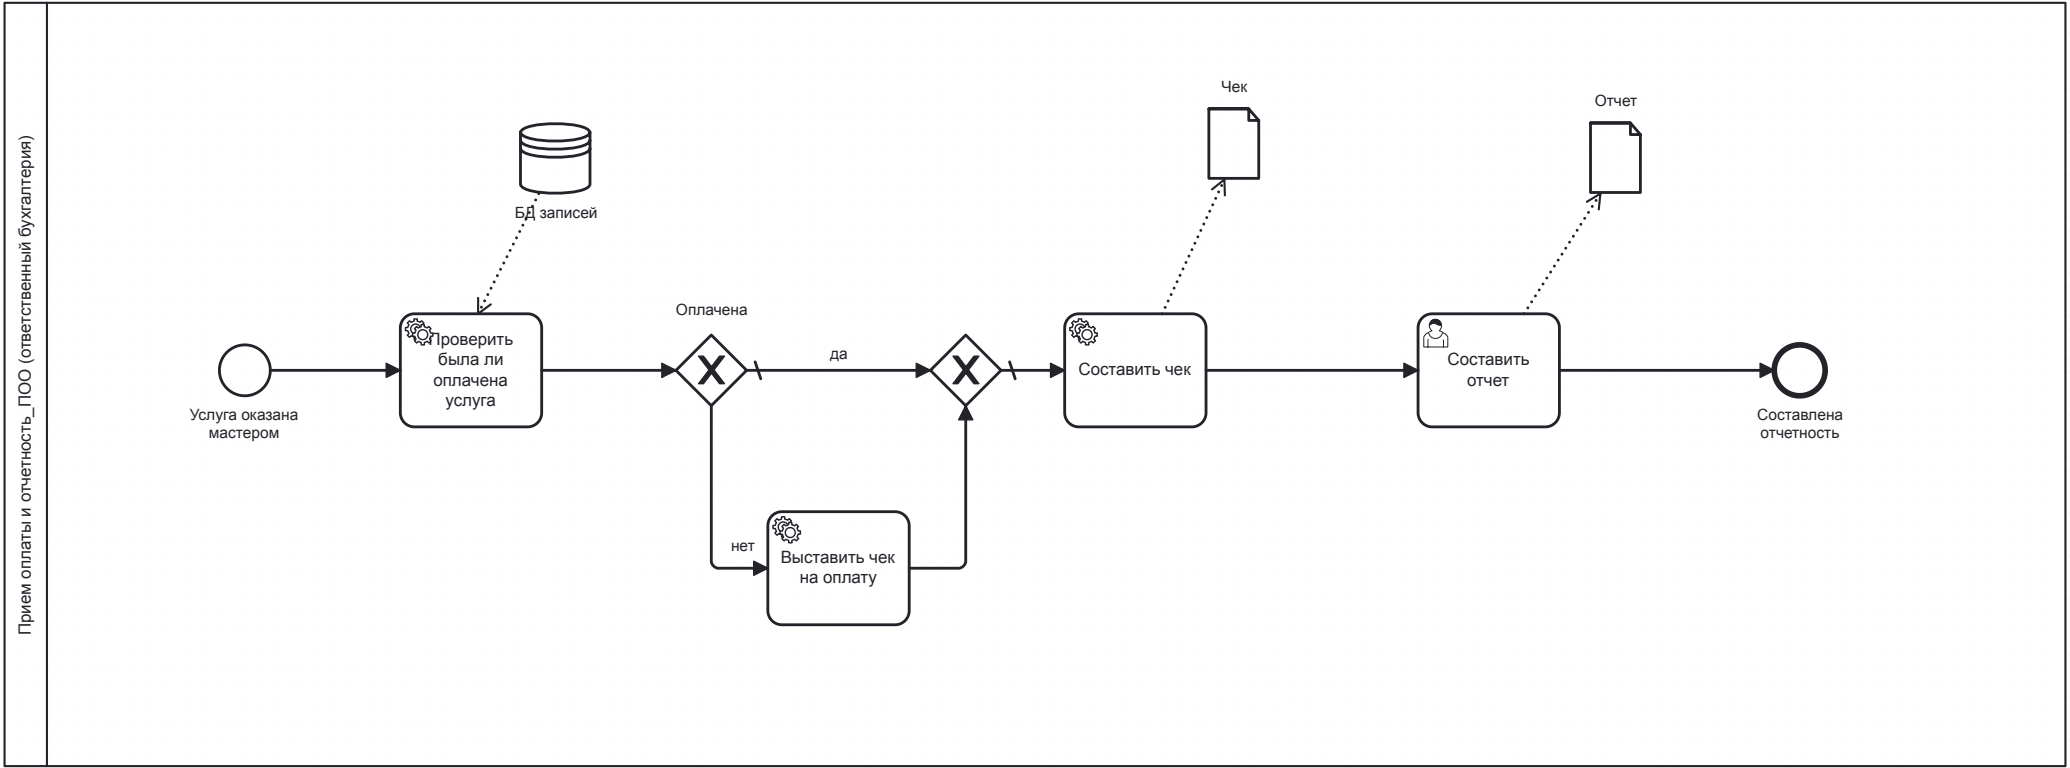 Прием оплаты и отчетность_ПОО (ответственный бухгалтерия)
Чек
Отчет
БД записей
Оплачена
да
Проверить
была ли
оплачена
услуга
Составить чек
Составить
отчет
Услуга оказана
мастером
Составлена
отчетность
нет
Выставить чек
на оплату